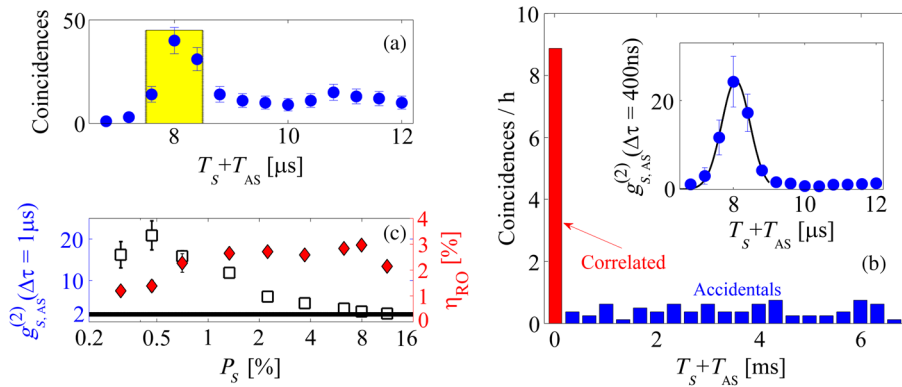 50
0
Coincidences
(a)
8
10
12
T_S+T_AS [μs]
20
10
2
g^(2)_S,AS (Δτ = 1μs)
(c)
4%
3%
2%
1%
0
η_RO [%]
0.2
0.5
1
2
4
8
16
P_S [%]
10
8
6
4
2
0
Coincidences / h
20
0
g^(2)_S,AS (Δτ = 400ns)
8
10
12
T_S+T_AS [μs]
Correlated
(b)
Accidentals
0
2
4
6
T_S+T_AS [ms]